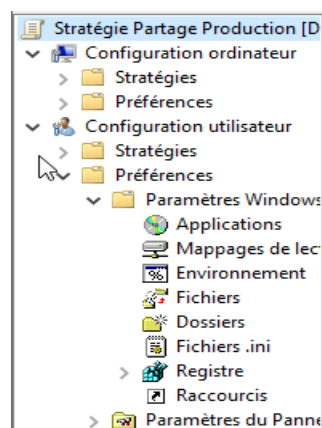 Stratégie Partage Production [D
Configuration ordinateur
Stratégies
Préférences
Configuration utilisateur
Stratégies
Préférences
Paramètres Windows
Applications
Mappages de lec
Environnement
Fichiers
Dossiers
Fichiers .ini
Registre
Raccourcis
Paramètres du Panne